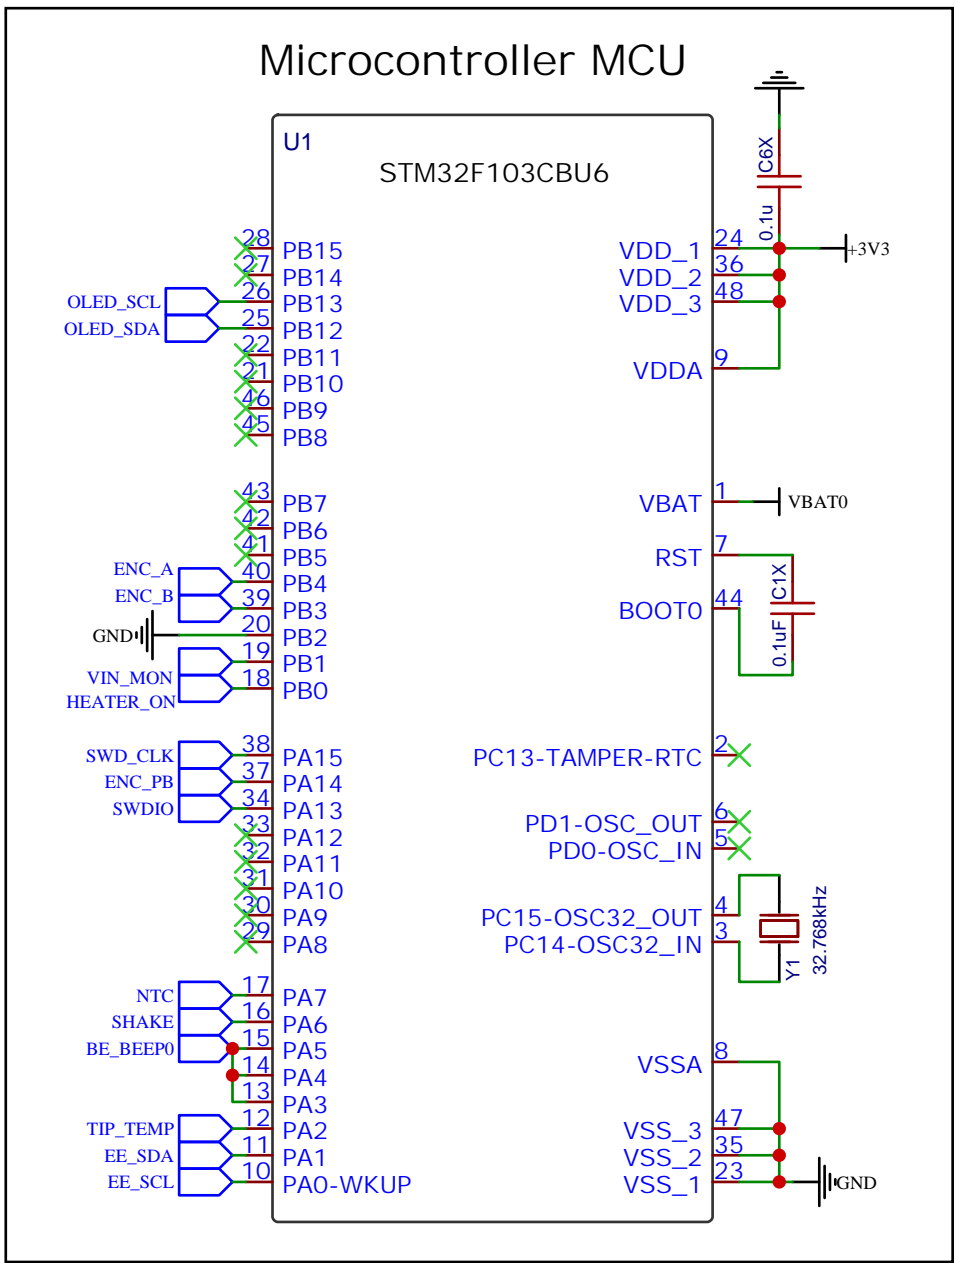 Microcontroller MCU
U1
STM32F103CBU6
C6X
0.1u
28 PB15
27 PB14
OLED_SCL 26 PB13
OLED_SDA 25 PB12
22 PB11
21 PB10
46 PB9
45 PB8
43 PB7
42 PB6
41 PB5
ENC_A 40 PB4
ENC_B 39 PB3
GND 20 PB2
VIN_MON 19 PB1
HEATER_ON 18 PB0
SWD_CLK 38 PA15
ENC_PB 37 PA14
SWDIO 34 PA13
33 PA12
32 PA11
31 PA10
30 PA9
29 PA8
NTC 17 PA7
SHAKE 16 PA6
BE_BEEP0 15 PA5
14 PA4
13 PA3
TIP_TEMP 12 PA2
EE_SDA 11 PA1
EE_SCL 10 PA0-WKUP
VDD_1 24 +3V3
VDD_2 36
VDD_3 48
VDDA 9
VBAT 1 VBAT0
RST 7
BOOT0 44
C1X
0.1uF
PC13-TAMPER-RTC 2
PD1-OSC_OUT 6
PD0-OSC_IN 5
PC15-OSC32_OUT 4
PC14-OSC32_IN 3
Y1
32.768kHz
VSSA 8
VSS_3 47
VSS_2 35
VSS_1 23 GND